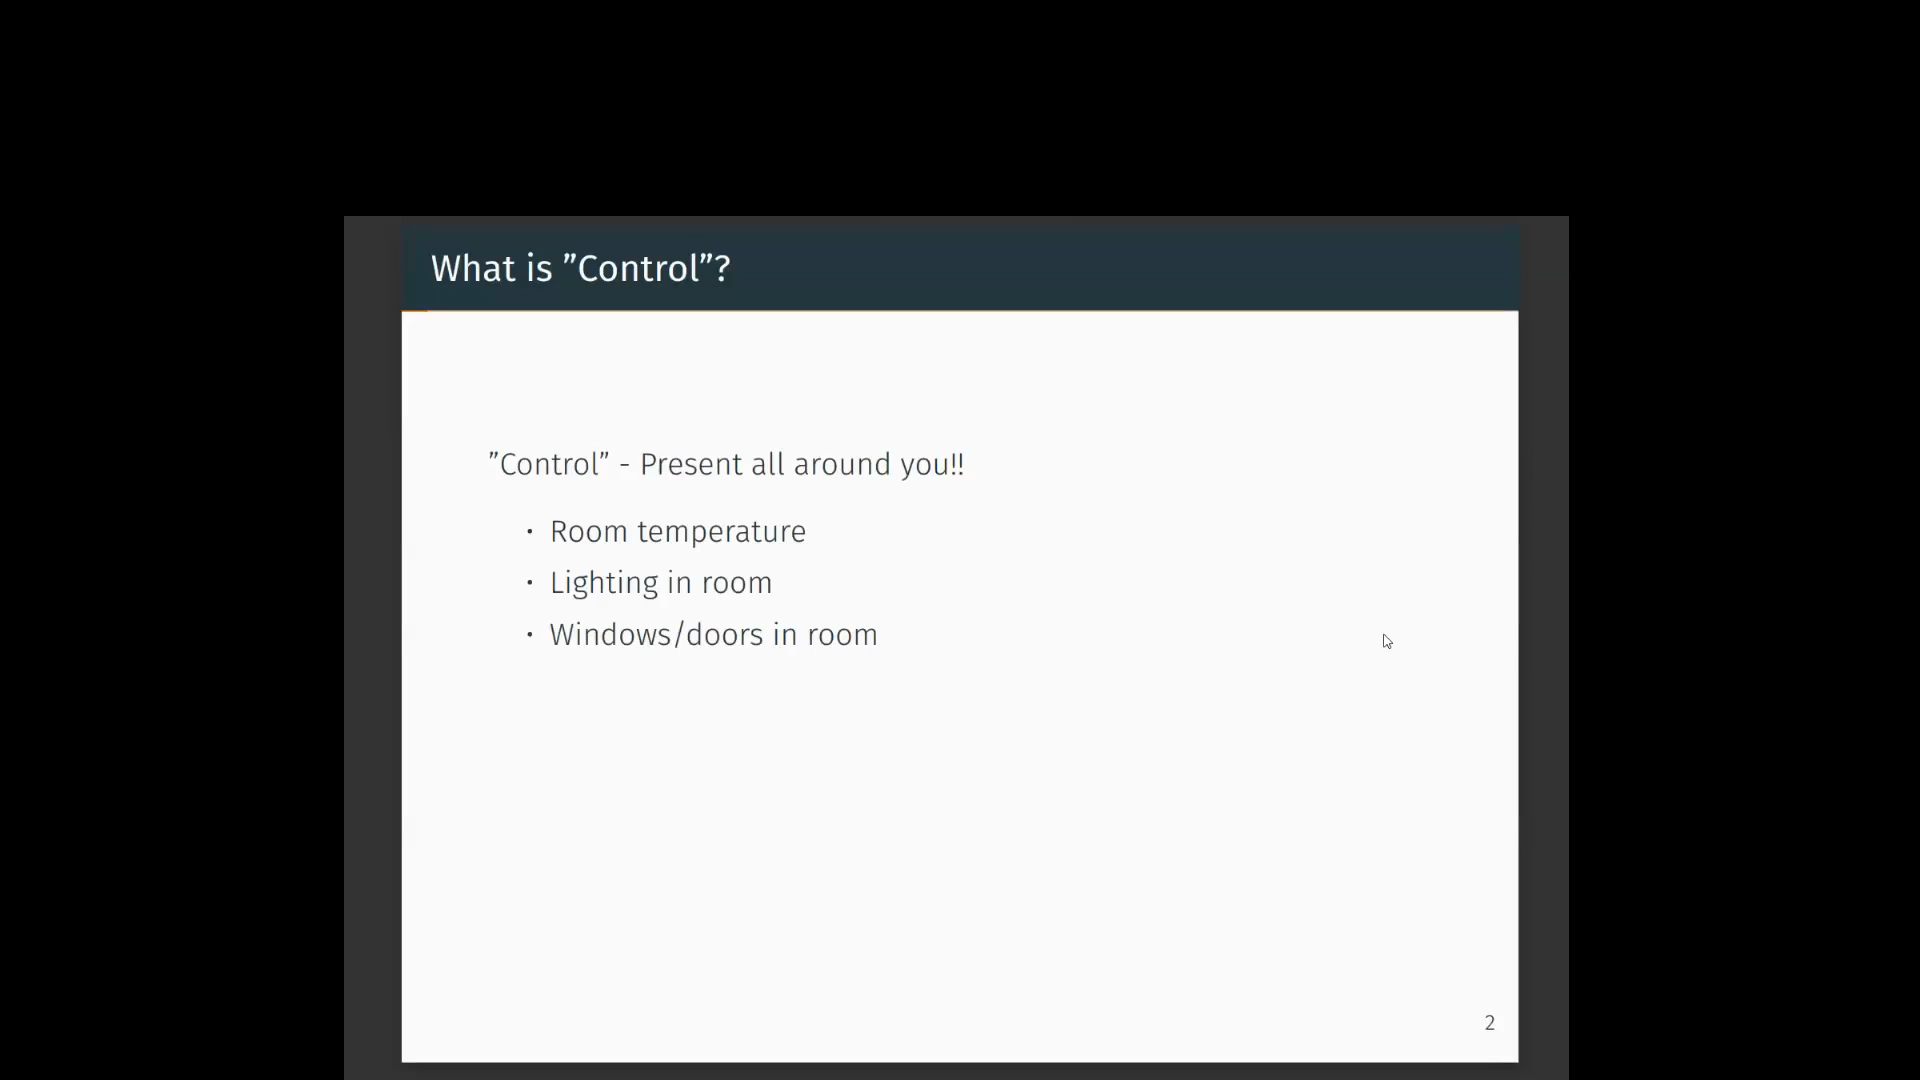 What is ”Control”?
”Control” - Present all around you!!
• Room temperature
• Lighting in room
• Windows/doors in room
2